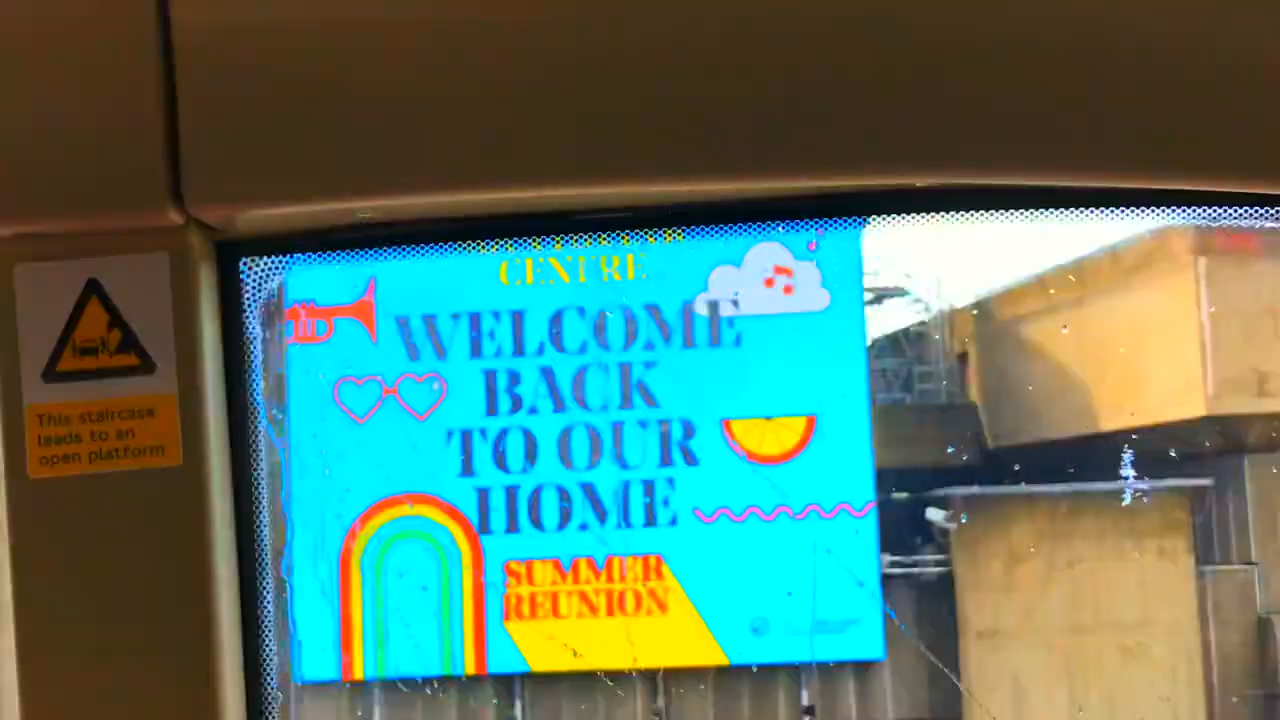 CENTRE
WELCOME
BACK
TO OUR
HOME
SUMMER
REUNION
This staircase
leads to an
open platform